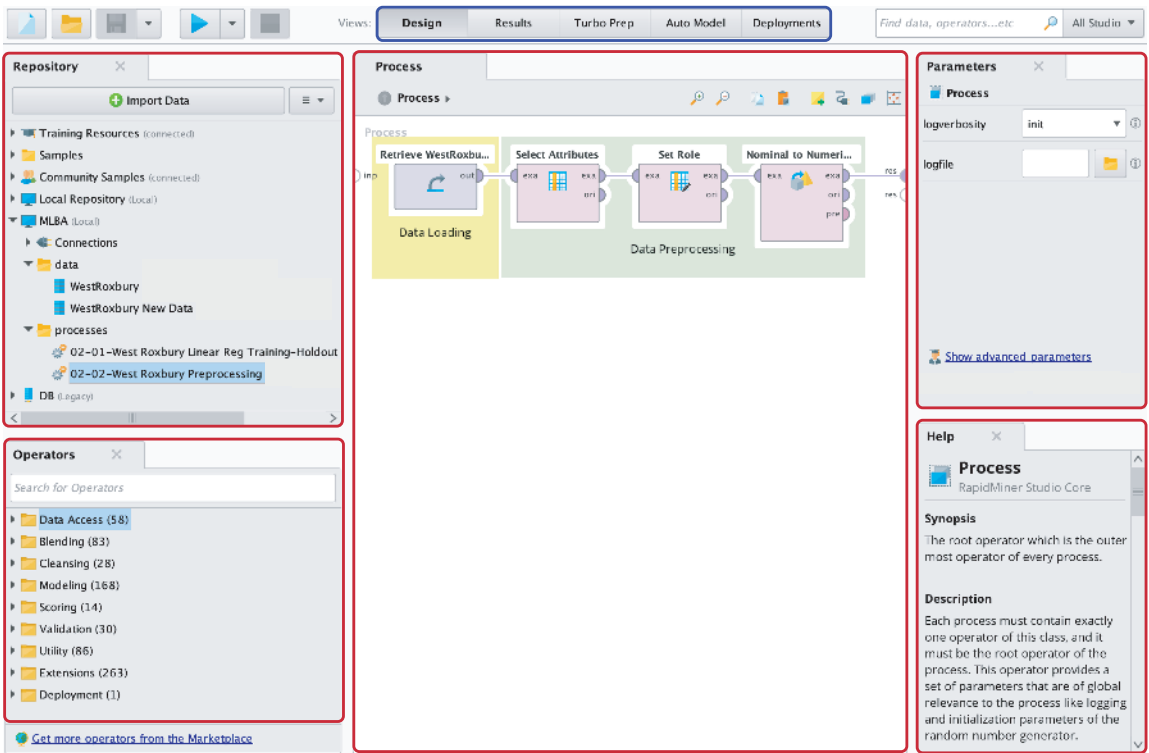 Views: Design Results Turbo Prep Auto Model Deployments Find data, operators...etc All Studio
Repository
Import Data
Training Resources (connected)
Samples
Community Samples (connected)
Local Repository (Local)
MLBA (Local)
Connections
data
WestRoxbury
WestRoxbury New Data
processes
02-01-West Roxbury Linear Reg Training-Holdout
02-02-West Roxbury Preprocessing
DB (Legacy)
Operators
Search for Operators
Data Access (58)
Blending (83)
Cleansing (28)
Modeling (168)
Scoring (14)
Validation (30)
Utility (86)
Extensions (263)
Deployment (1)
Get more operators from the Marketplace
Process
Process
Process
Retrieve WestRoxbu... Select Attributes Set Role Nominal to Numeri...
inp out exa exa exa exa exa exa res
ori ori ori res
pre
Data Loading
Data Preprocessing
Parameters
Process
logverbosity init
logfile
Show advanced parameters
Help
Process
RapidMiner Studio Core
Synopsis
The root operator which is the outer
most operator of every process.
Description
Each process must contain exactly
one operator of this class, and it
must be the root operator of the
process. This operator provides a
set of parameters that are of global
relevance to the process like logging
and initialization parameters of the
random number generator.